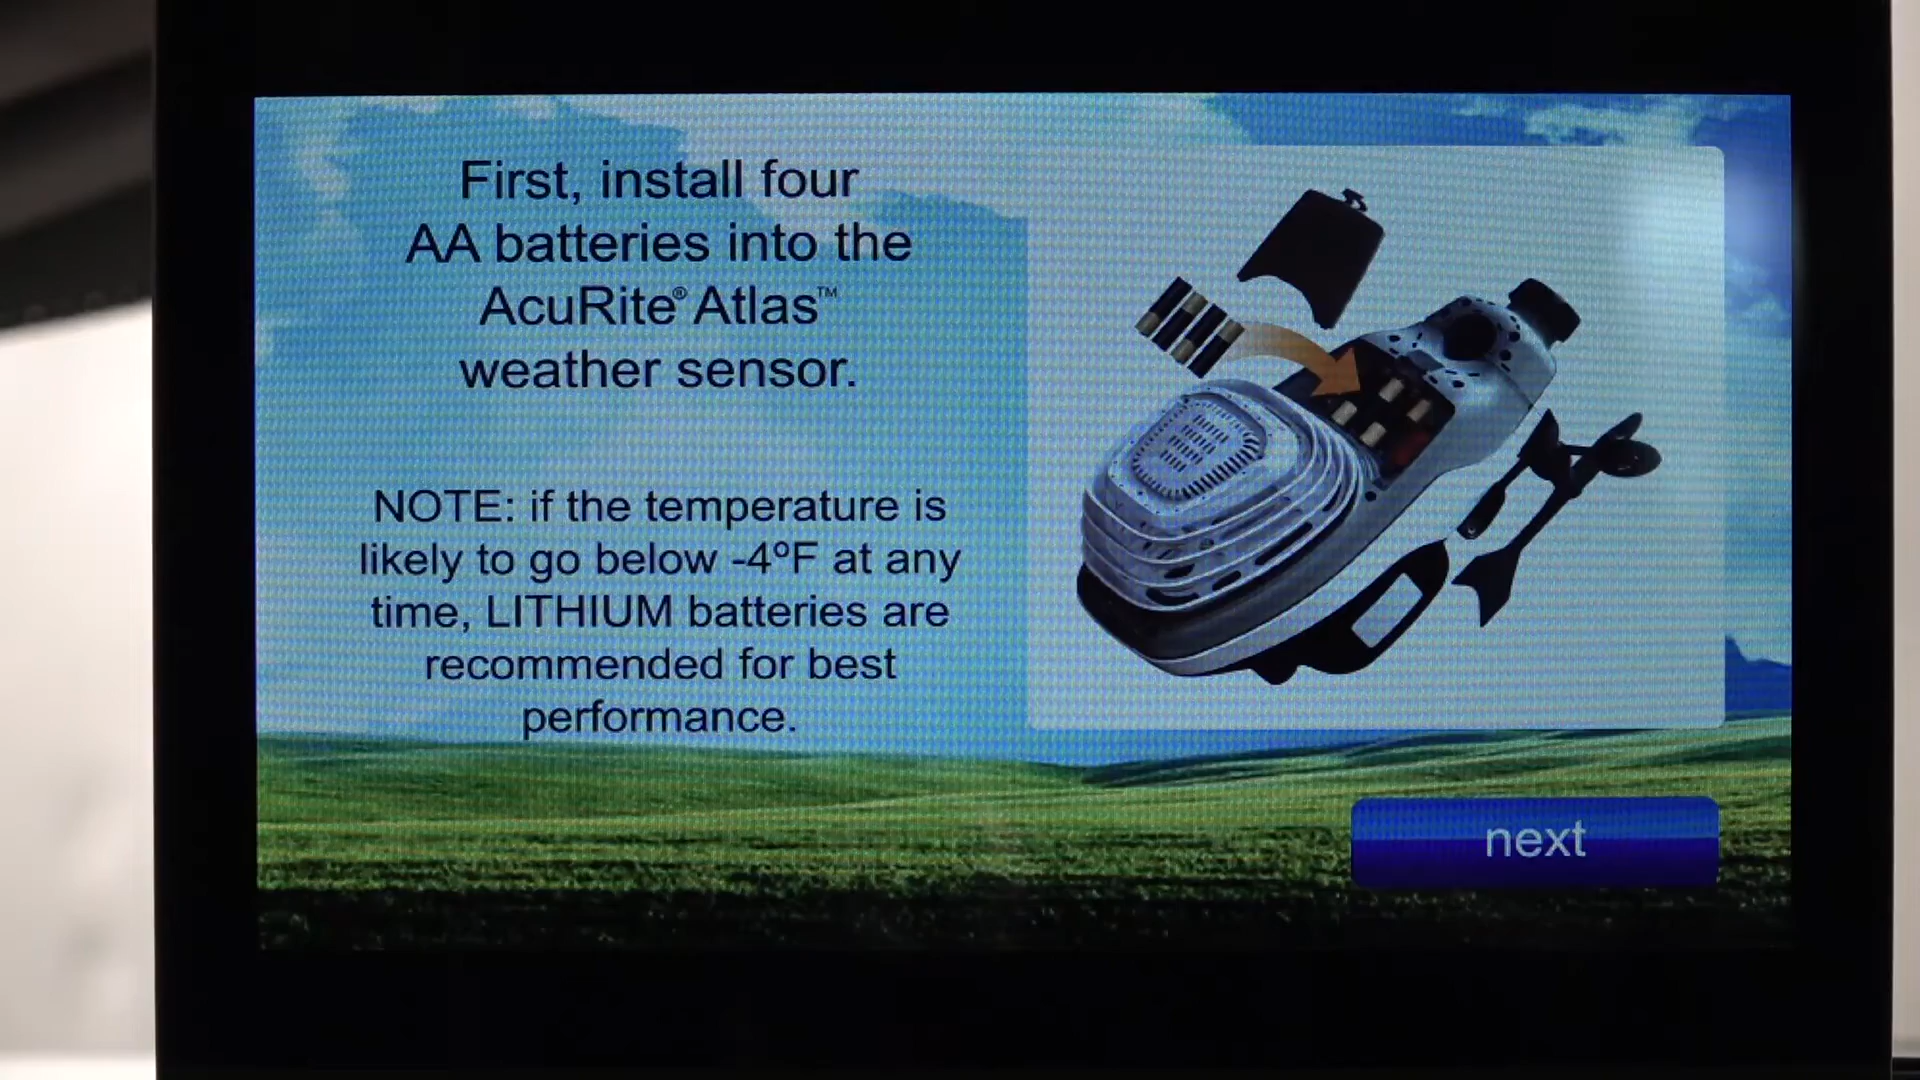 First, install four
AA batteries into the
AcuRite® Atlas™
weather sensor.
NOTE: if the temperature is
likely to go below -4ºF at any
time, LITHIUM batteries are
recommended for best
performance.
next